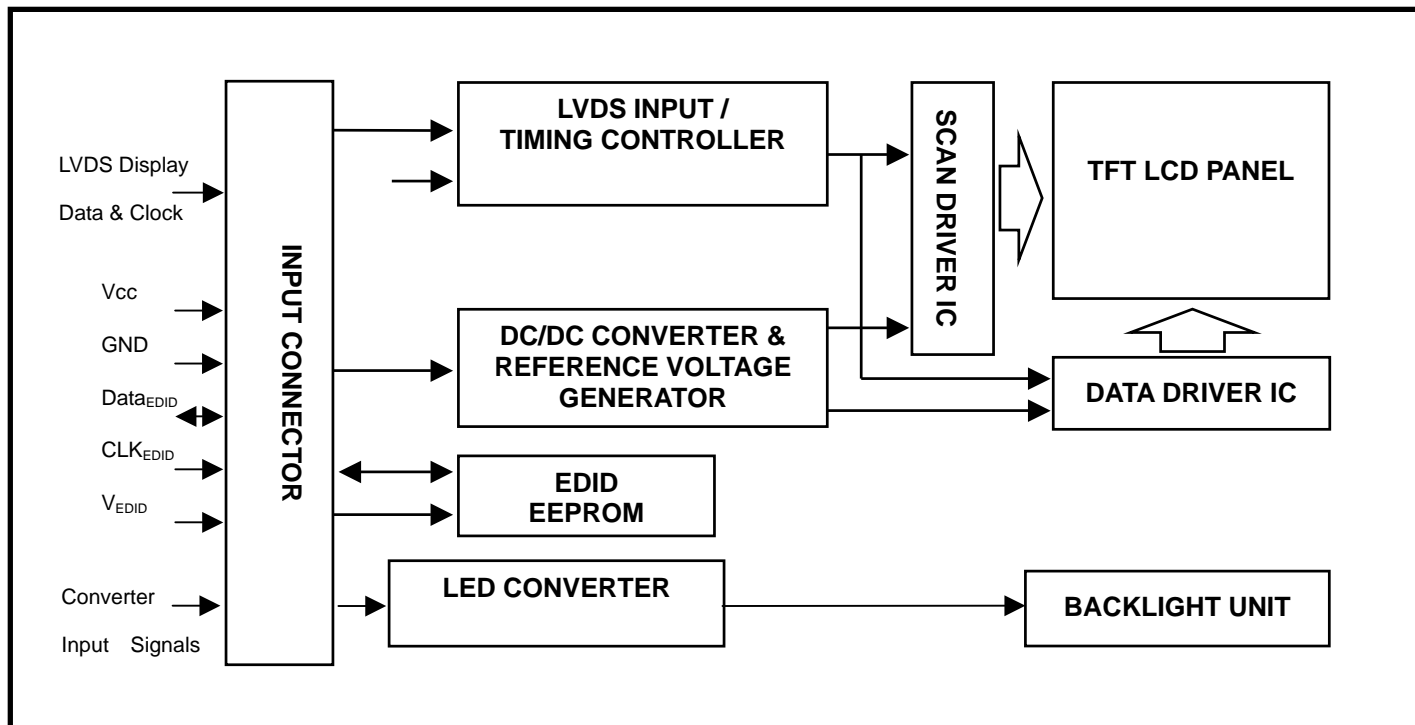 LVDS INPUT /
TIMING CONTROLLER
SCAN DRIVER IC
TFT LCD PANEL
LVDS Display
Data & Clock
INPUT CONNECTOR
Vcc
GND
DataEDID
CLKEDID
VEDID
DC/DC CONVERTER &
REFERENCE VOLTAGE
GENERATOR
DATA DRIVER IC
EDID
EEPROM
LED CONVERTER
BACKLIGHT UNIT
Converter
Input Signals